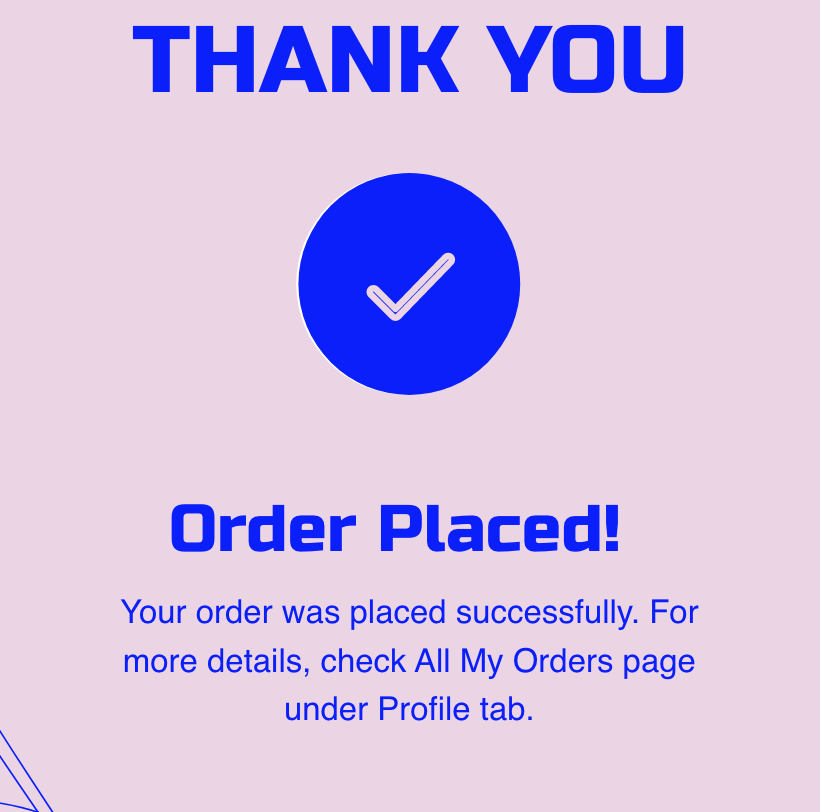 THANK YOU
Order Placed!
Your order was placed successfully. For
more details, check All My Orders page
under Profile tab.